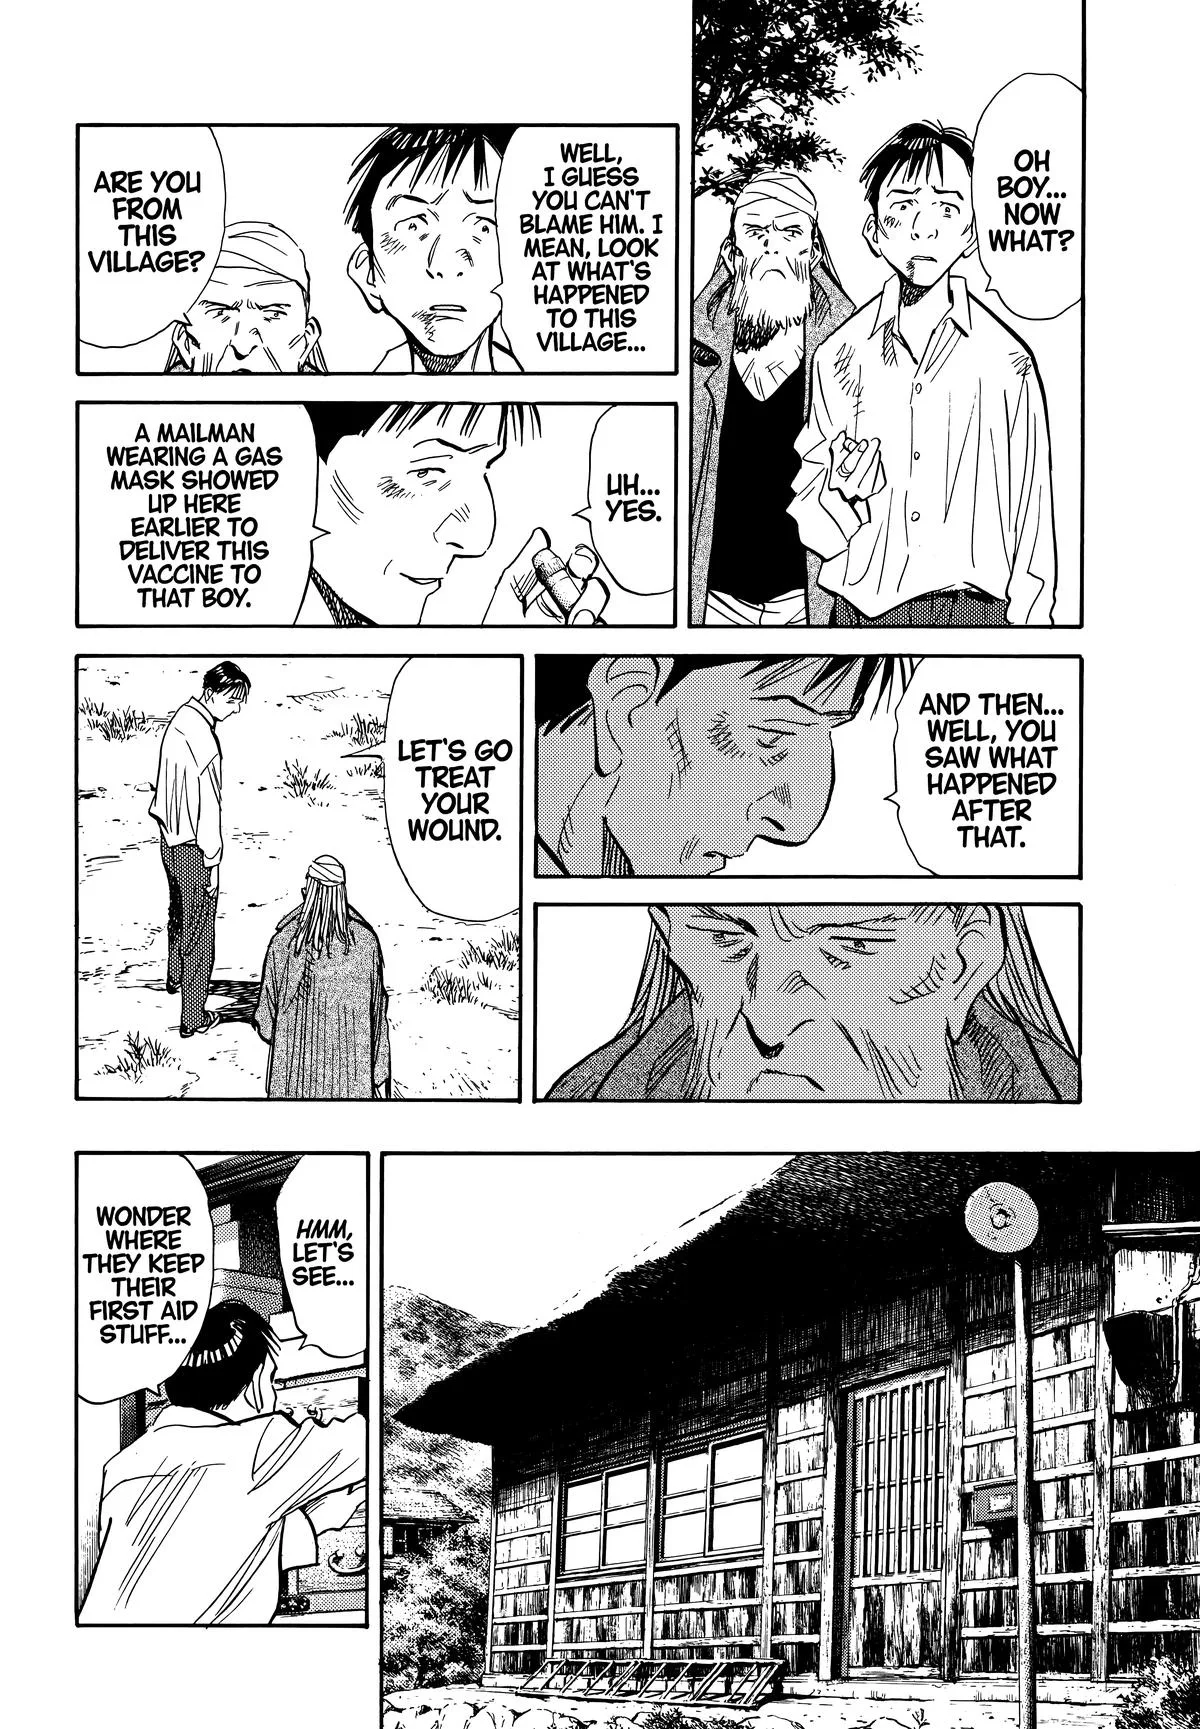 OH
BOY...
NOW
WHAT?
WELL,
I GUESS
YOU CAN'T
BLAME HIM. I
MEAN, LOOK
AT WHAT'S
HAPPENED
TO THIS
VILLAGE...
ARE YOU
FROM
THIS
VILLAGE?
UH...
YES.
A MAILMAN
WEARING A GAS
MASK SHOWED
UP HERE
EARLIER TO
DELIVER THIS
VACCINE TO
THAT BOY.
AND THEN...
WELL, YOU
SAW WHAT
HAPPENED
AFTER
THAT.
LET'S GO
TREAT
YOUR
WOUND.
HMM,
LET'S
SEE...
WONDER
WHERE
THEY KEEP
THEIR
FIRST AID
STUFF...